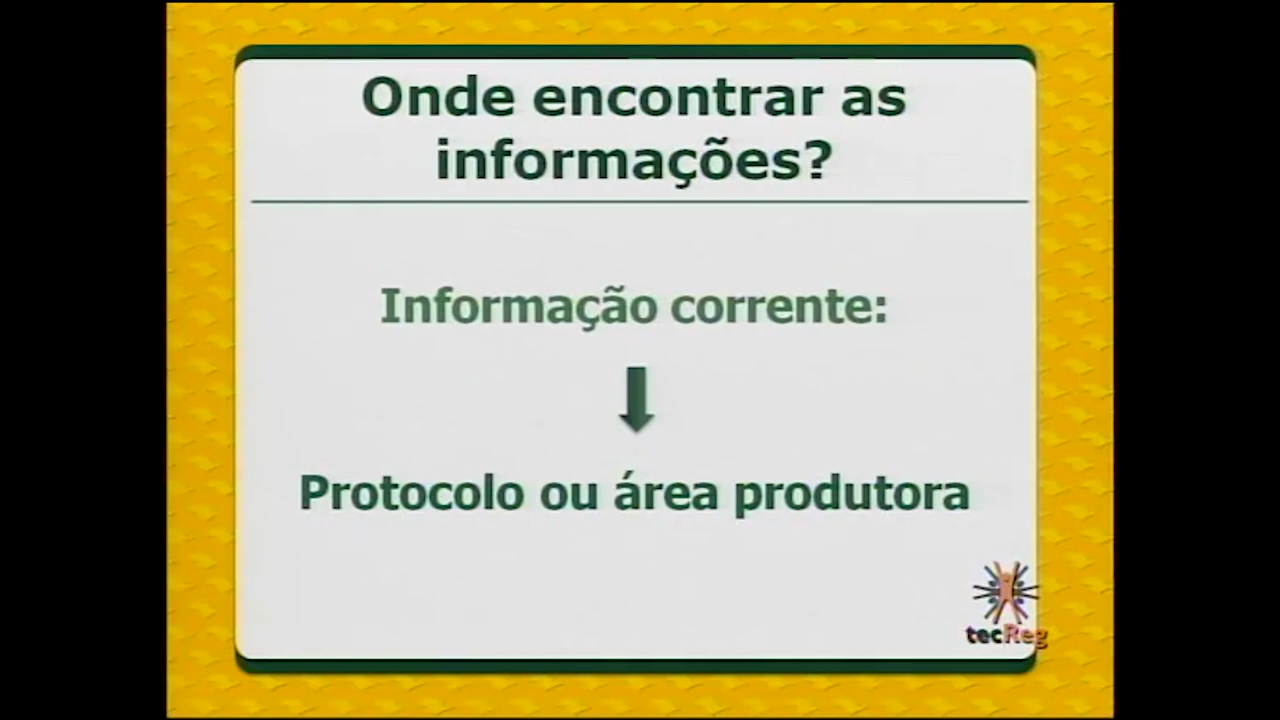 Onde encontrar as
informações?
Informação corrente:
Protocolo ou área produtora
tecReg